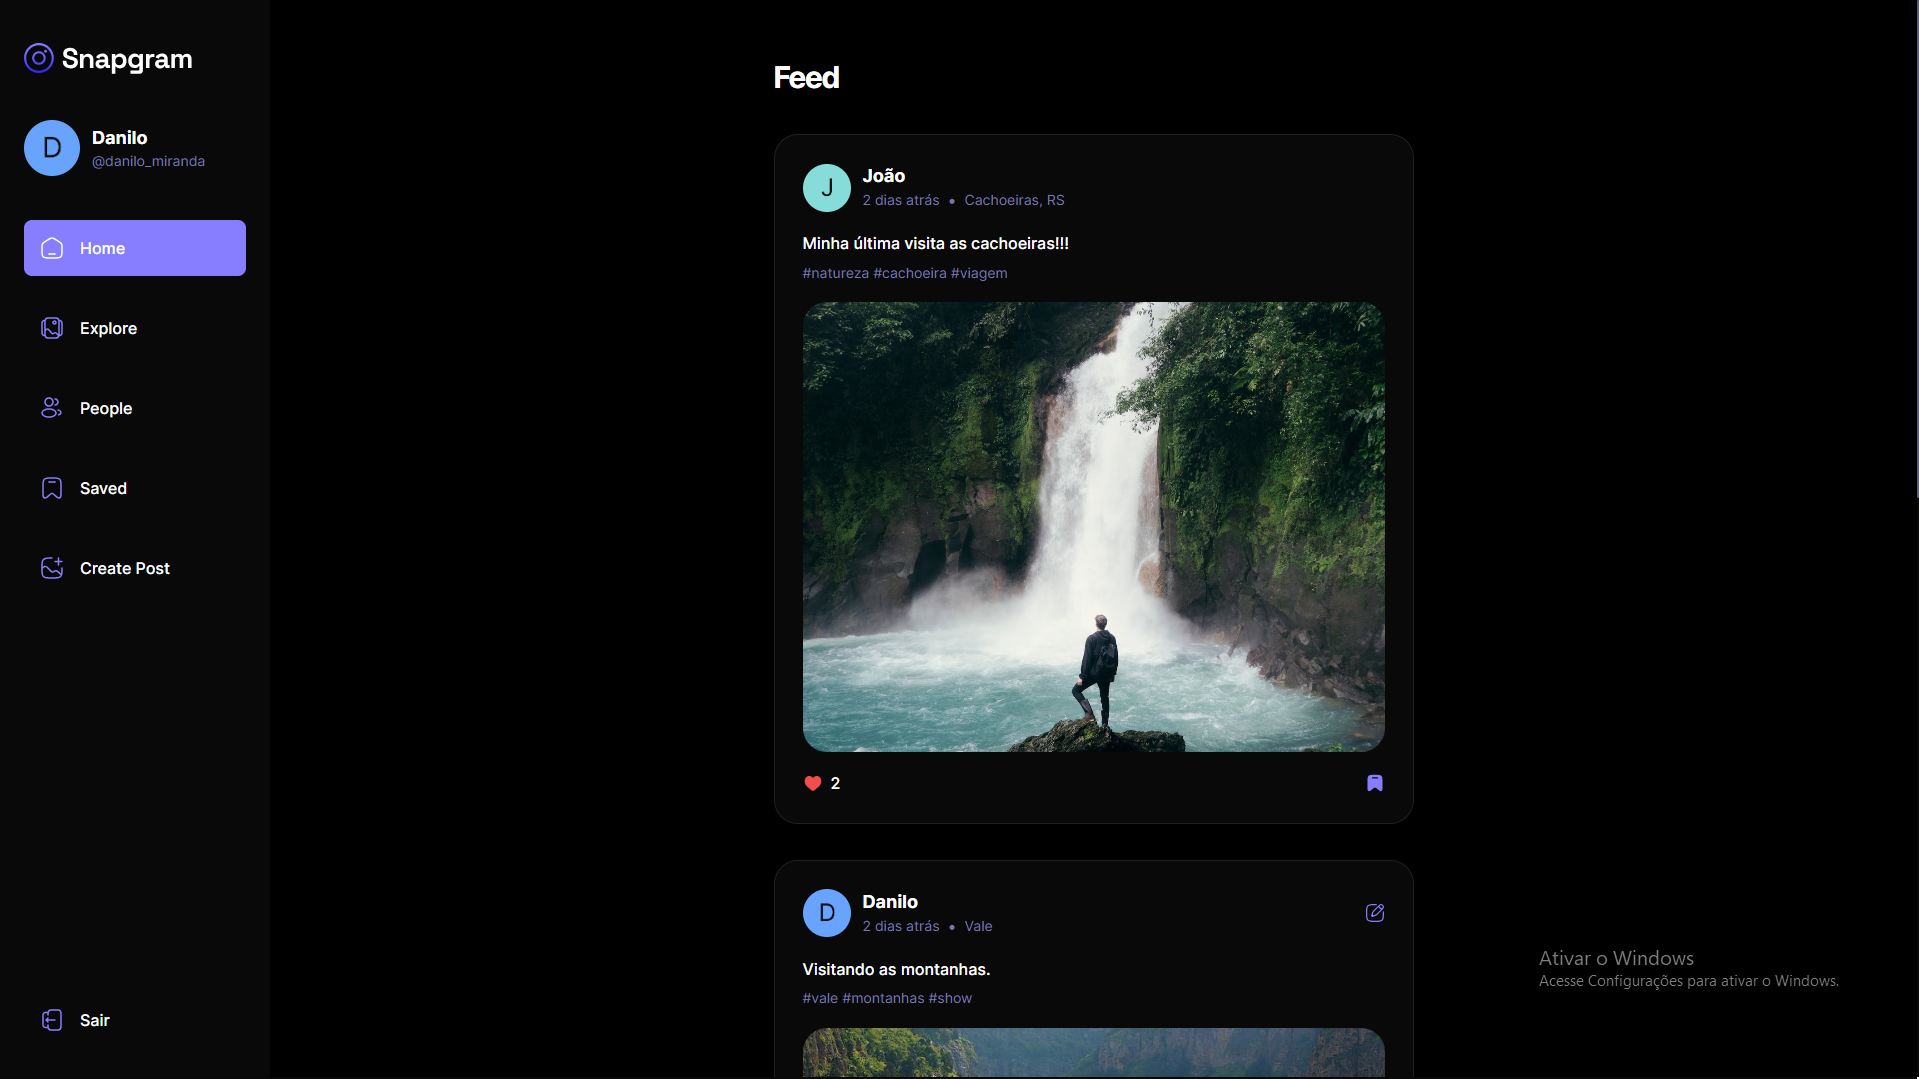 Snapgram
D
Danilo
@danilo_miranda
Home
Explore
People
Saved
Create Post
Sair
Feed
J
João
2 dias atrás • Cachoeiras, RS
Minha última visita as cachoeiras!!!
#natureza #cachoeira #viagem
2
D
Danilo
2 dias atrás • Vale
Visitando as montanhas.
#vale #montanhas #show
Ativar o Windows
Acesse Configurações para ativar o Windows.